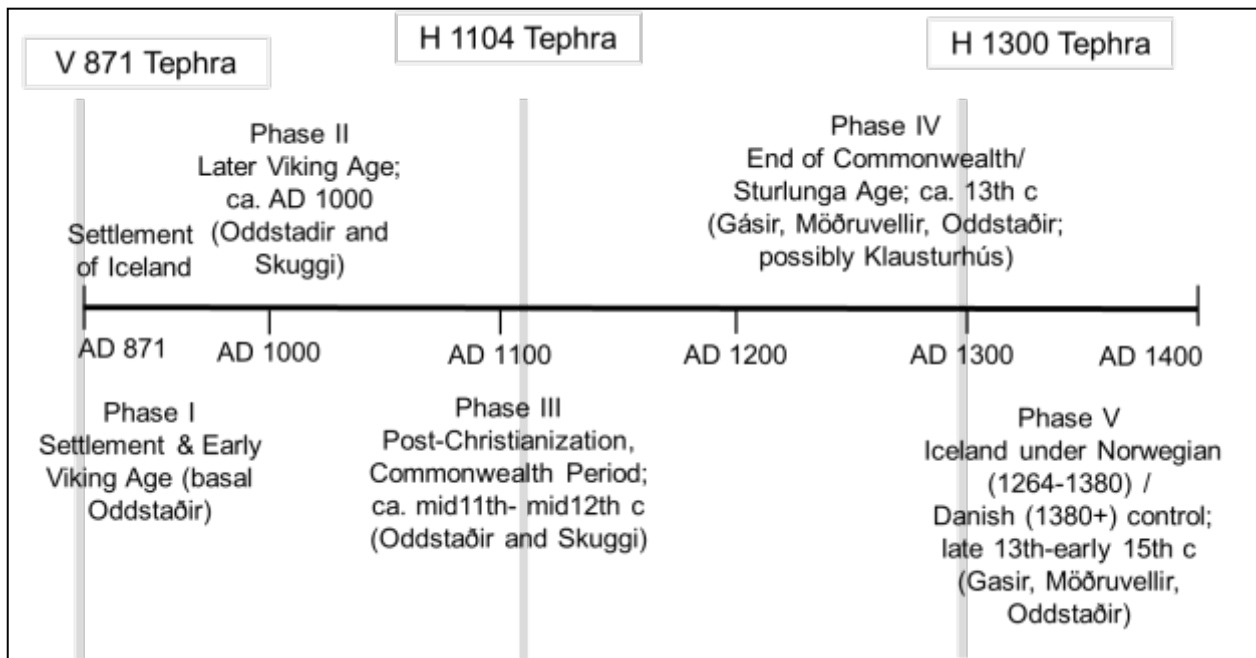 V 871 Tephra
H 1104 Tephra
H 1300 Tephra
Settlement
of Iceland
Phase II
Later Viking Age;
ca. AD 1000
(Oddstadir and
Skuggi)
Phase IV
End of Commonwealth/
Sturlunga Age; ca. 13th c
(Gásir, Möðruvellir, Oddstaðir;
possibly Klausturhús)
AD 871
AD 1000
AD 1100
AD 1200
AD 1300
AD 1400
Phase I
Settlement & Early
Viking Age (basal
Oddstaðir)
Phase III
Post-Christianization,
Commonwealth Period;
ca. mid11th- mid12th c
(Oddstaðir and Skuggi)
Phase V
Iceland under Norwegian
(1264-1380) /
Danish (1380+) control;
late 13th-early 15th c
(Gasir, Möðruvellir,
Oddstaðir)